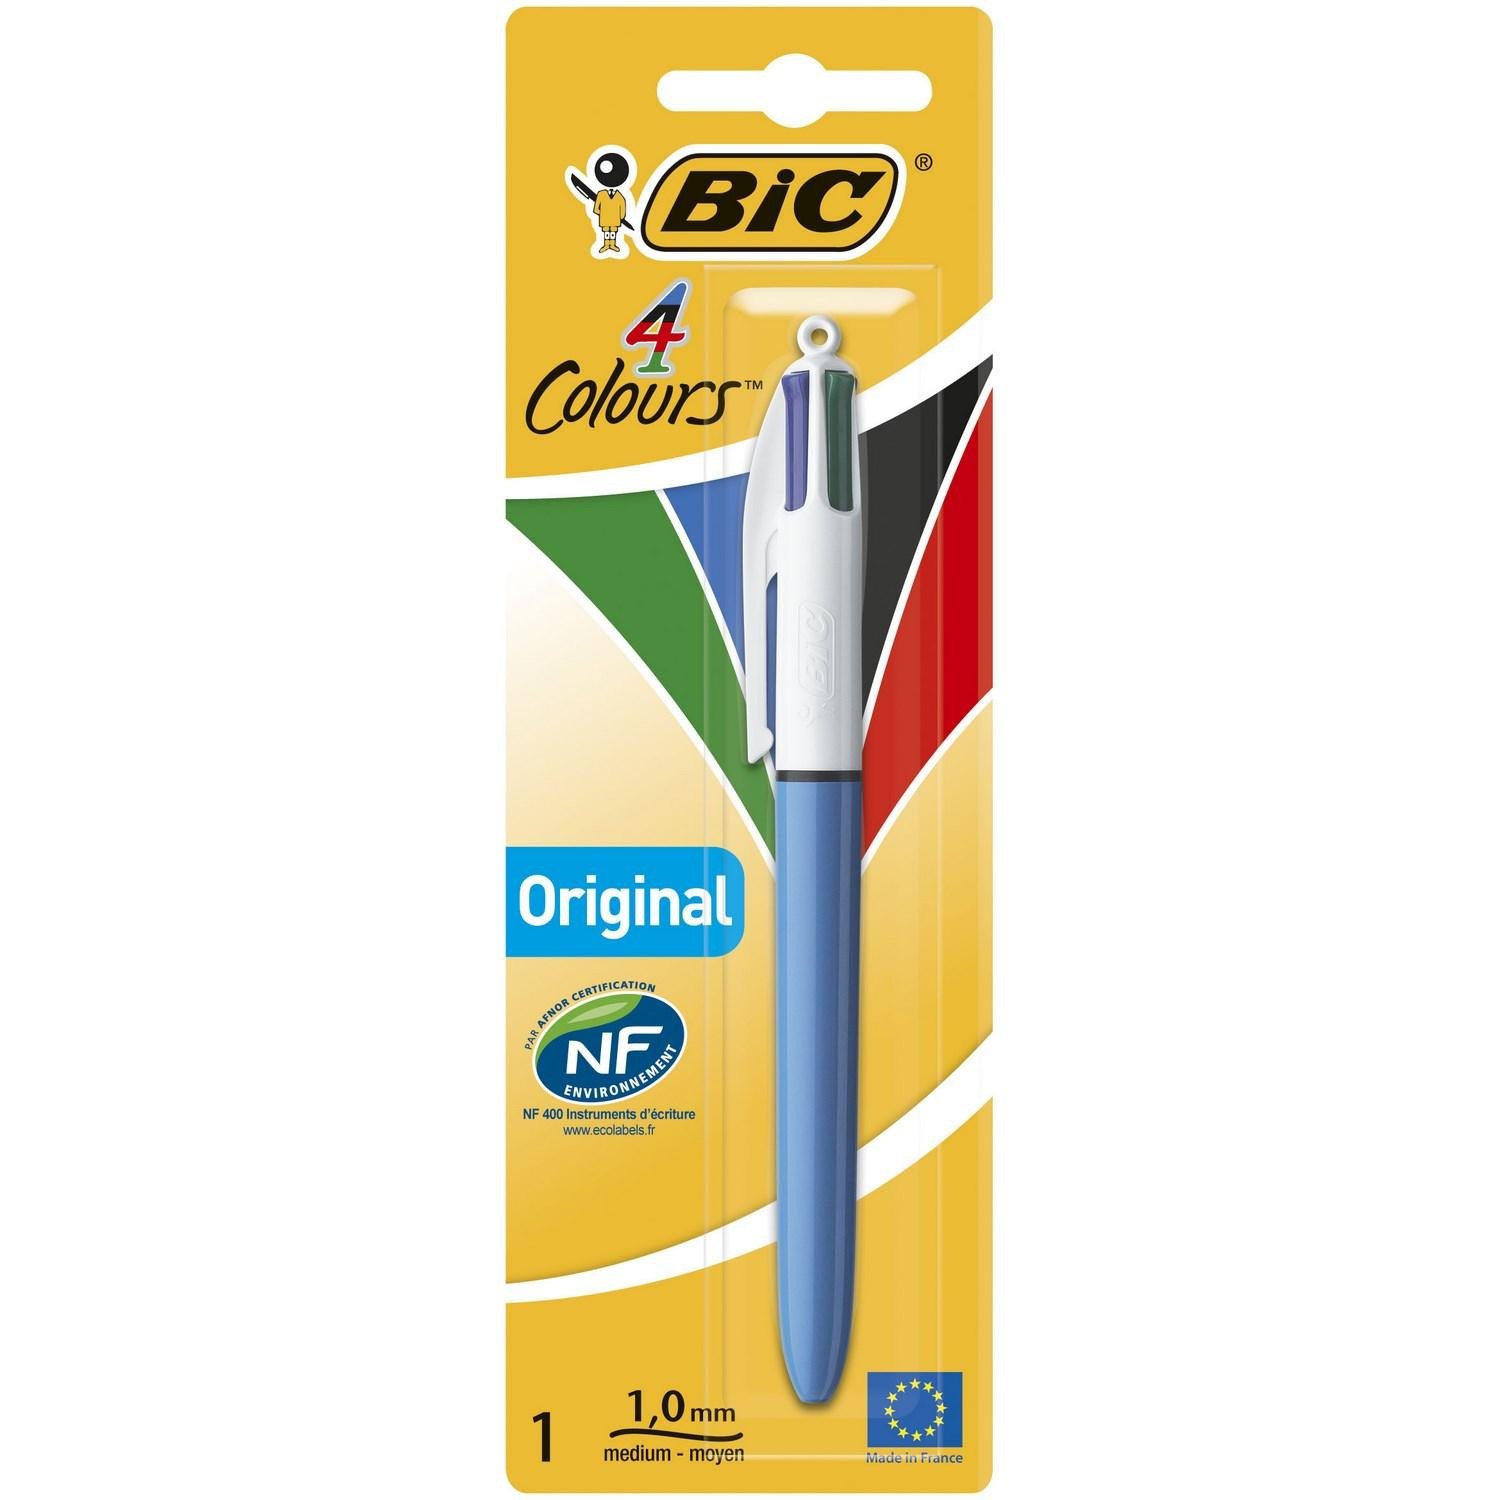 BiC®
4
Colours™
BiC
Original
PAR AFNOR CERTIFICATION
NF
ENVIRONNEMENT
NF 400 Instruments d'écriture
www.ecolabels.fr
1
1,0 mm
medium - moyen
Made in France